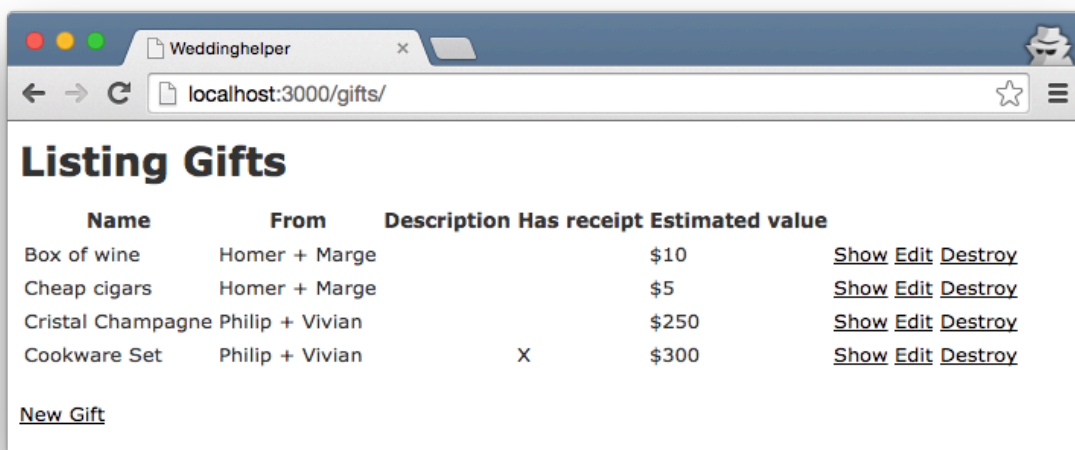 Weddinghelper
localhost:3000/gifts/
Listing Gifts
Name From Description Has receipt Estimated value
Box of wine Homer + Marge $10 Show Edit Destroy
Cheap cigars Homer + Marge $5 Show Edit Destroy
Cristal Champagne Philip + Vivian $250 Show Edit Destroy
Cookware Set Philip + Vivian X $300 Show Edit Destroy
New Gift